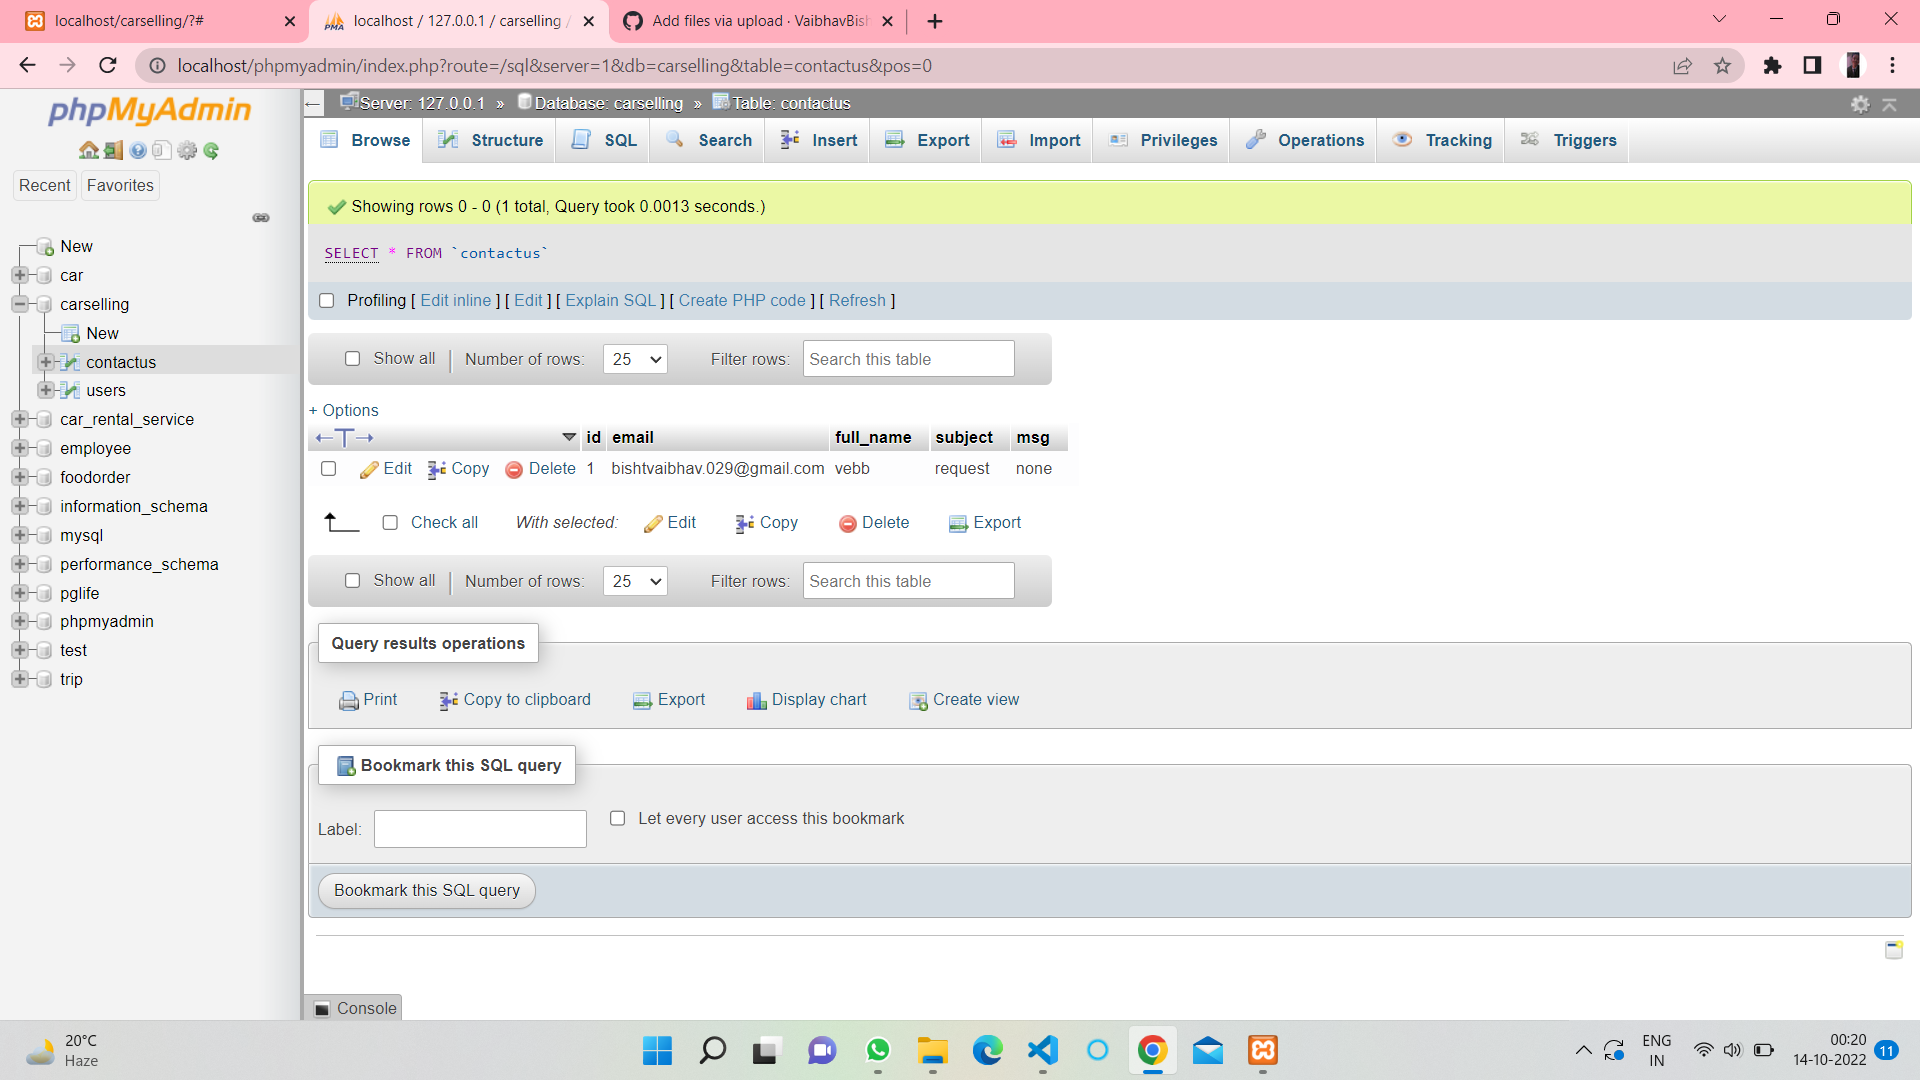 localhost/carselling/?#
localhost / 127.0.0.1 / carselling /
Add files via upload · VaibhavBish
localhost/phpmyadmin/index.php?route=/sql&server=1&db=carselling&table=contactus&pos=0
phpMyAdmin
Recent Favorites
New
car
carselling
New
contactus
users
car_rental_service
employee
foodorder
information_schema
mysql
performance_schema
pglife
phpmyadmin
test
trip
Server: 127.0.0.1 » Database: carselling » Table: contactus
Browse Structure SQL Search Insert Export Import Privileges Operations Tracking Triggers
Showing rows 0 - 0 (1 total, Query took 0.0013 seconds.)
SELECT * FROM `contactus`
Profiling [ Edit inline ] [ Edit ] [ Explain SQL ] [ Create PHP code ] [ Refresh ]
Show all Number of rows: 25 Filter rows: Search this table
+ Options
←T→ id email full_name subject msg
Edit Copy Delete 1 bishtvaibhav.029@gmail.com vebb request none
Check all With selected: Edit Copy Delete Export
Show all Number of rows: 25 Filter rows: Search this table
Query results operations
Print Copy to clipboard Export Display chart Create view
Bookmark this SQL query
Label: Let every user access this bookmark
Bookmark this SQL query
Console
20°C
Haze
ENG
IN
00:20
14-10-2022
11